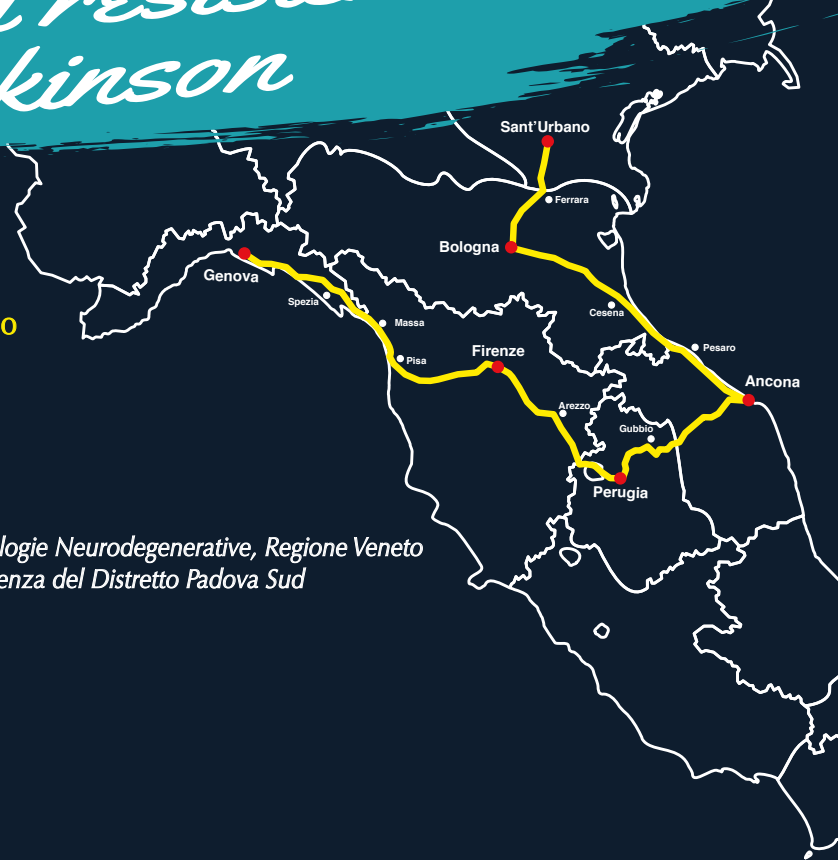 kinson
Sant'Urbano
Ferrara
Bologna
Genova
Spezia
Cesena
o
Massa
Pesaro
Firenze
Pisa
Ancona
Arezzo
Gubbio
Perugia
logie Neurodegenerative, Regione Veneto
enza del Distretto Padova Sud